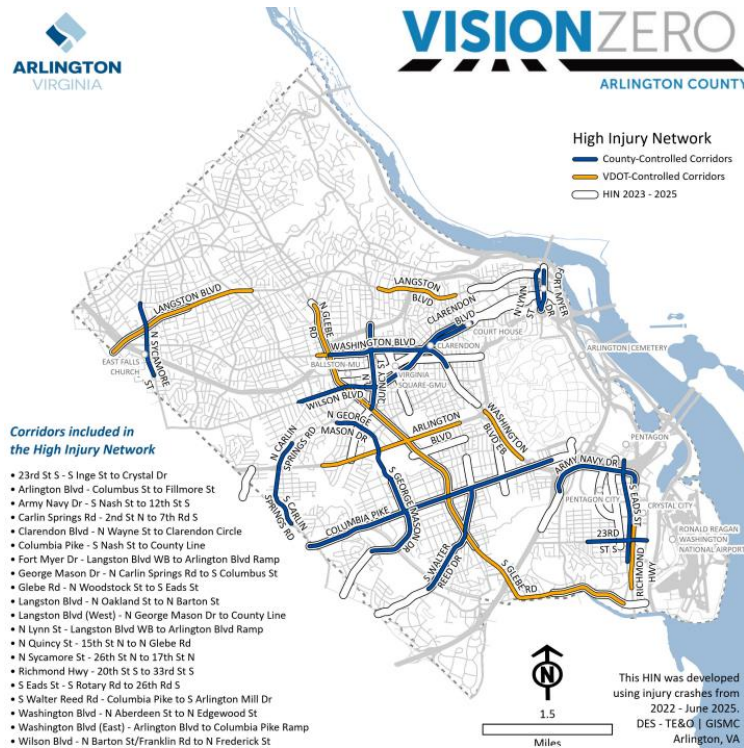 ARLINGTON
VIRGINIA
VISIONZERO
ARLINGTON COUNTY
High Injury Network
County-Controlled Corridors
VDOT-Controlled Corridors
HIN 2023 - 2025
LANGSTON BLVD
N SYCAMORE ST
EAST FALLS
CHURCH
N GLEBE
RD
LANGSTON
BLVD
CLARENDON
BLVD
N LYNN
ST
FORT MYER
DR
WASHINGTON BLVD
CLARENDON
COURT HOUSE
BALLSTON-MU
VIRGINIA
SQUARE-GMU
N
QUINCY ST
WILSON BLVD
ARLINGTON CEMETERY
N GEORGE
MASON DR
ARLINGTON
BLVD
WASHINGTON
BLVD EB
N CARLIN
SPRINGS RD
S CARLIN
SPRINGS RD
S GEORGE MASON
DR
COLUMBIA PIKE
ARMY NAVY DR
PENTAGON
PENTAGON CITY
S EADS ST
CRYSTAL CITY
23RD
ST S
RONALD REAGAN
WASHINGTON
NATIONAL AIRPORT
S WALTER
REED DR
S GLEBE RD
RICHMOND
HWY
Corridors included in
the High Injury Network
• 23rd St S - S Inge St to Crystal Dr
• Arlington Blvd - Columbus St to Fillmore St
• Army Navy Dr - S Nash St to 12th St S
• Carlin Springs Rd - 2nd St N to 7th Rd S
• Clarendon Blvd - N Wayne St to Clarendon Circle
• Columbia Pike - S Nash St to County Line
• Fort Myer Dr - Langston Blvd WB to Arlington Blvd Ramp
• George Mason Dr - N Carlin Springs Rd to S Columbus St
• Glebe Rd - N Woodstock St to S Eads St
• Langston Blvd - N Oakland St to N Barton St
• Langston Blvd (West) - N George Mason Dr to County Line
• N Lynn St - Langston Blvd WB to Arlington Blvd Ramp
• N Quincy St - 15th St N to N Glebe Rd
• N Sycamore St - 26th St N to 17th St N
• Richmond Hwy - 20th St S to 33rd St S
• S Eads St - S Rotary Rd to 26th Rd S
• S Walter Reed Rd - Columbia Pike to S Arlington Mill Dr
• Washington Blvd - N Aberdeen St to N Edgewood St
• Washington Blvd (East) - Arlington Blvd to Columbia Pike Ramp
• Wilson Blvd - N Barton St/Franklin Rd to N Frederick St
N
1.5
Miles
This HIN was developed
using injury crashes from
2022 - June 2025.
DES - TE&O | GISMC
Arlington, VA